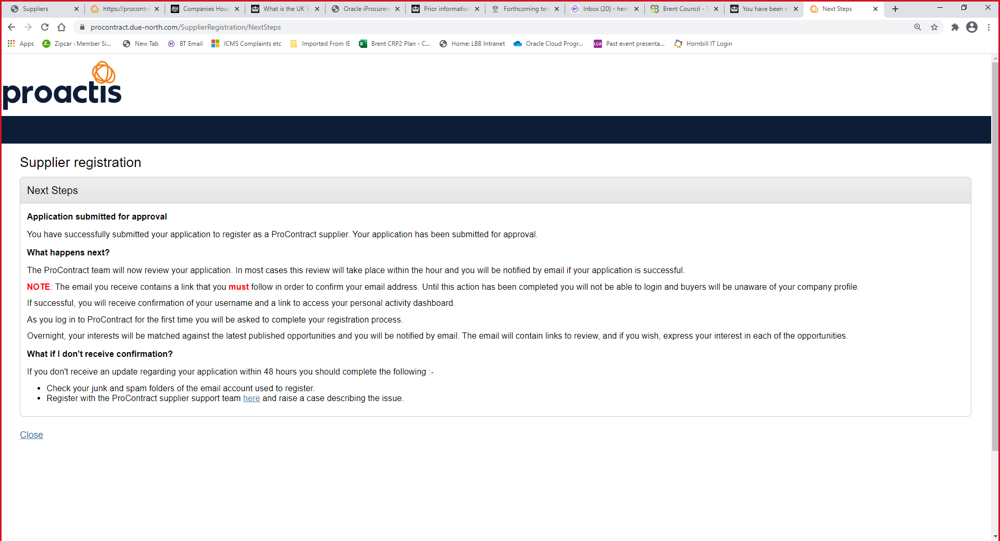 Suppliers
https://procontra
Companies Hous
What is the UK V
Oracle iProcurem
Prior information
Forthcoming ten
Inbox (20) - henr
Brent Council - T
You have been si
Next Steps
procontract.due-north.com/SupplierRegistration/NextSteps
Apps
Zipcar : Member Si...
New Tab
BT Email
ICMS Complaints etc
Imported From IE
Brent CRP2 Plan - C...
Home: LBB Intranet
Oracle Cloud Progr...
Past event presenta...
Hornbill IT Login
proactis
Supplier registration
Next Steps
Application submitted for approval
You have successfully submitted your application to register as a ProContract supplier. Your application has been submitted for approval.
What happens next?
The ProContract team will now review your application. In most cases this review will take place within the hour and you will be notified by email if your application is successful.
NOTE: The email you receive contains a link that you must follow in order to confirm your email address. Until this action has been completed you will not be able to login and buyers will be unaware of your company profile.
If successful, you will receive confirmation of your username and a link to access your personal activity dashboard.
As you log in to ProContract for the first time you will be asked to complete your registration process.
Overnight, your interests will be matched against the latest published opportunities and you will be notified by email. The email will contain links to review, and if you wish, express your interest in each of the opportunities.
What if I don't receive confirmation?
If you don't receive an update regarding your application within 48 hours you should complete the following :-
• Check your junk and spam folders of the email account used to register.
• Register with the ProContract supplier support team here and raise a case describing the issue.
Close